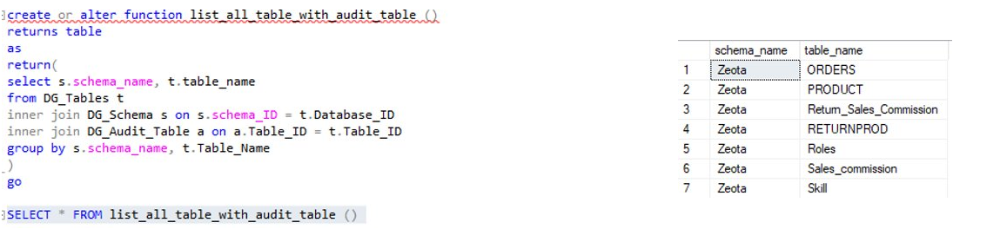 create or alter function list_all_table_with_audit_table ()
returns table
as
return(
select s.schema_name, t.table_name
from DG_Tables t
inner join DG_Schema s on s.schema_ID = t.Database_ID
inner join DG_Audit_Table a on a.Table_ID = t.Table_ID
group by s.schema_name, t.Table_Name
)
go
SELECT * FROM list_all_table_with_audit_table ()
schema_name table_name
1 Zeota ORDERS
2 Zeota PRODUCT
3 Zeota Return_Sales_Commission
4 Zeota RETURNPROD
5 Zeota Roles
6 Zeota Sales_commission
7 Zeota Skill